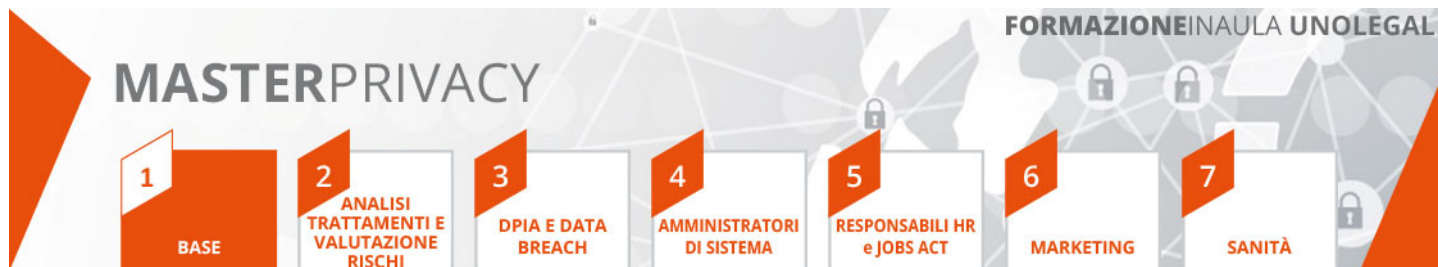 FORMAZIONEINAULA UNOLEGAL
MASTERPRIVACY
1
BASE
2
ANALISI
TRATTAMENTI E
VALUTAZIONE
RISCHI
3
DPIA E DATA
BREACH
4
AMMINISTRATORI
DI SISTEMA
5
RESPONSABILI HR
e JOBS ACT
6
MARKETING
7
SANITÀ